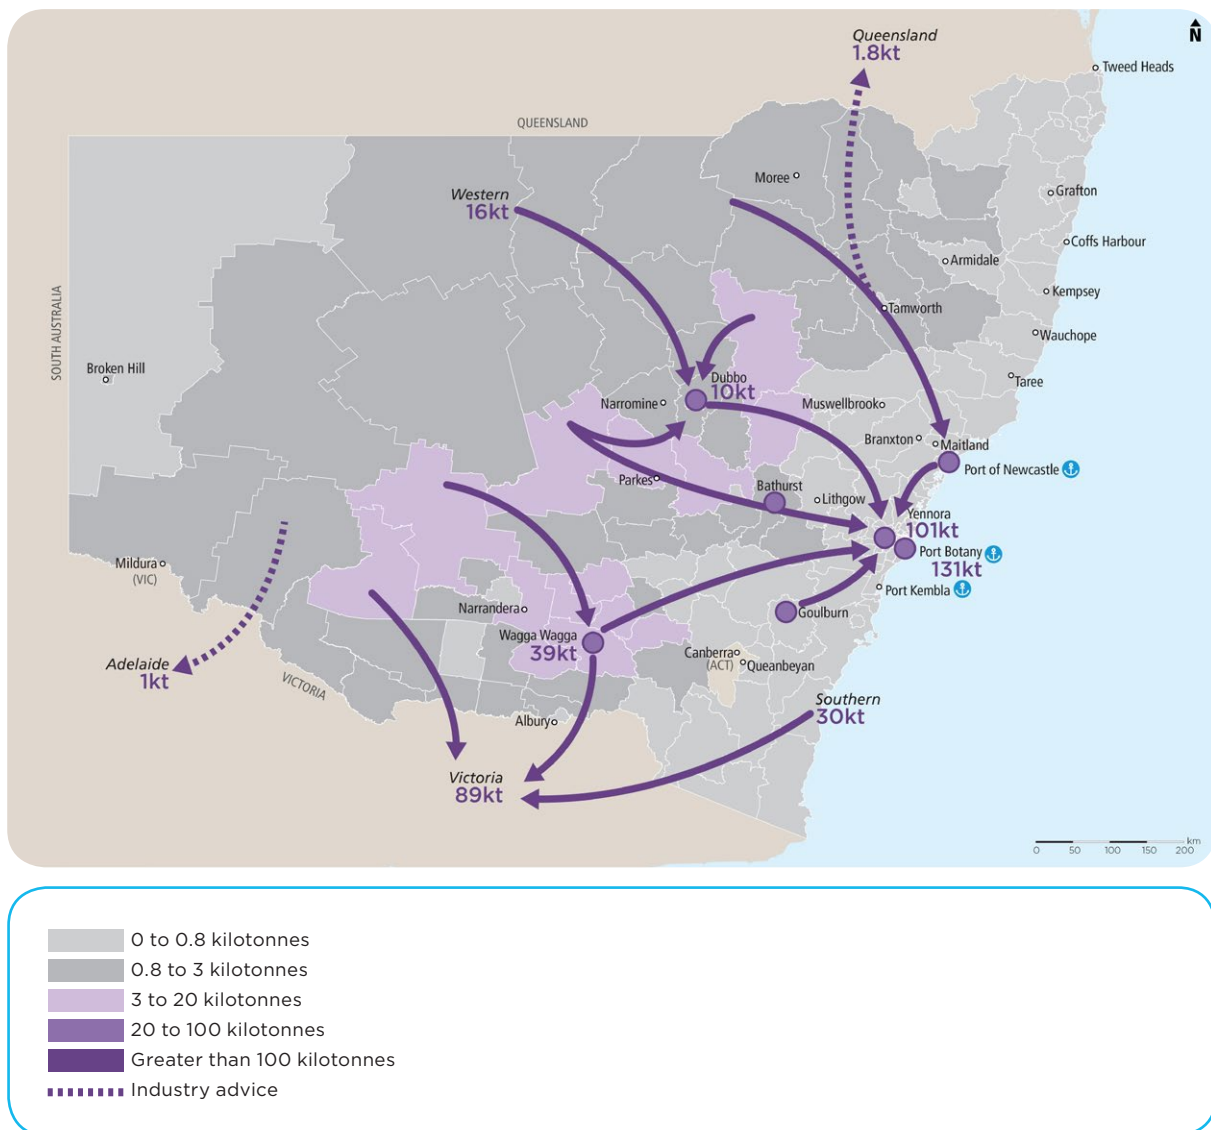 N
Queensland
1.8kt
Tweed Heads
QUEENSLAND
Moree
Western
16kt
Grafton
Coffs Harbour
Armidale
Kempsey
SOUTH AUSTRALIA
Tamworth
Wauchope
Broken Hill
Dubbo
10kt
Taree
Narromine
Muswellbrook
Branxton
Maitland
Port of Newcastle
Parkes
Bathurst
Lithgow
Yennora
101kt
Port Botany
131kt
Mildura
(VIC)
Port Kembla
Narrandera
Goulburn
Wagga Wagga
39kt
Canberra
(ACT)
Queanbeyan
Adelaide
1kt
VICTORIA
Southern
30kt
Albury
Victoria
89kt
km
0 50 100 150 200
0 to 0.8 kilotonnes
0.8 to 3 kilotonnes
3 to 20 kilotonnes
20 to 100 kilotonnes
Greater than 100 kilotonnes
Industry advice